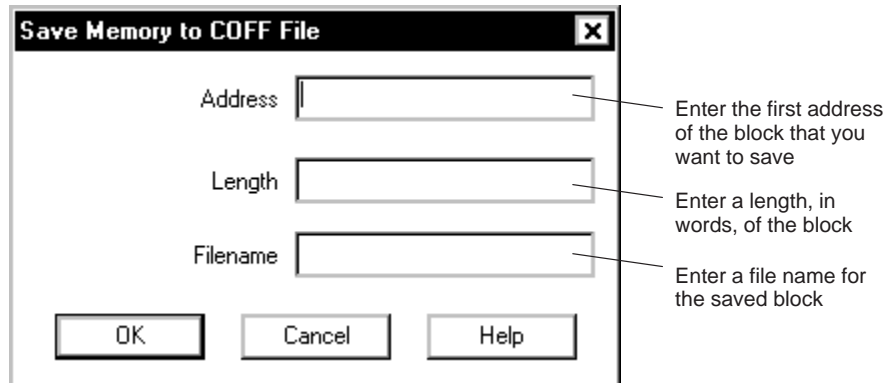 Save Memory to COFF File
Address
Enter the first address
of the block that you
want to save
Length
Enter a length, in
words, of the block
Filename
Enter a file name for
the saved block
OK
Cancel
Help